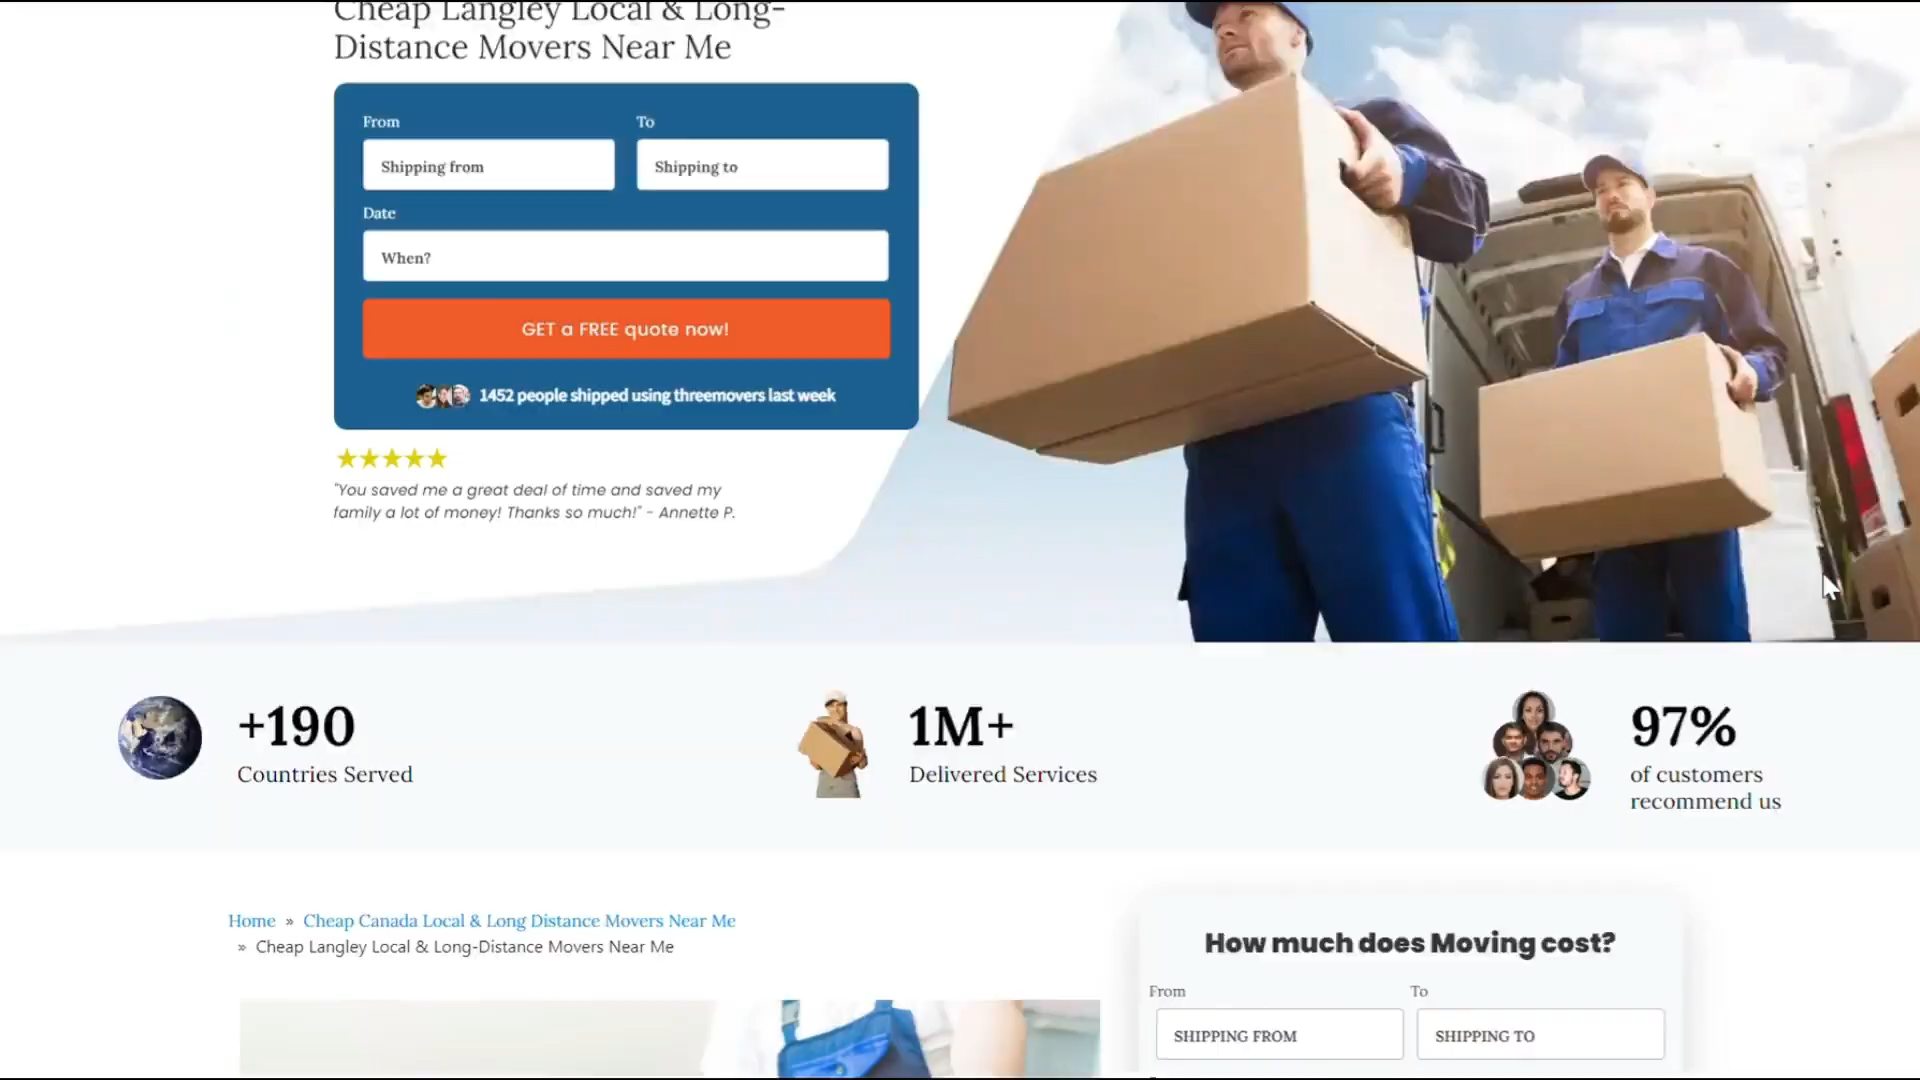 Cheap Langley Local & Long-
Distance Movers Near Me
From
To
Shipping from
Shipping to
Date
When?
GET a FREE quote now!
1452 people shipped using threemovers last week
"You saved me a great deal of time and saved my
family a lot of money! Thanks so much!" - Annette P.
+190
Countries Served
1M+
Delivered Services
97%
of customers
recommend us
Home » Cheap Canada Local & Long Distance Movers Near Me
» Cheap Langley Local & Long-Distance Movers Near Me
How much does Moving cost?
From
To
SHIPPING FROM
SHIPPING TO